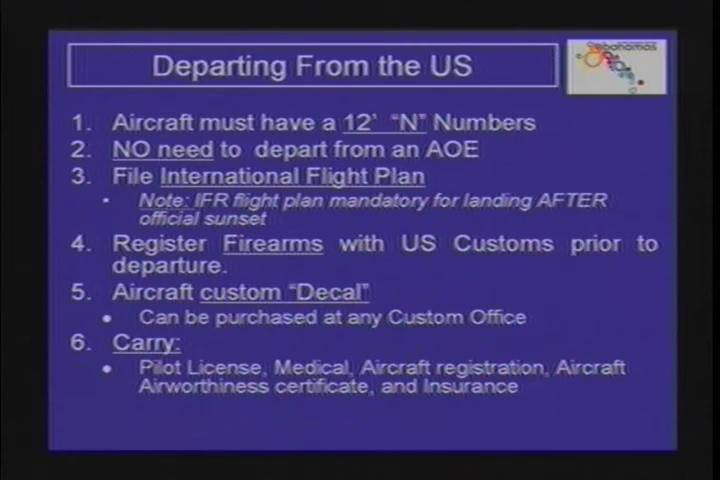 Departing From the US
bahamas
1. Aircraft must have a 12' "N" Numbers
2. NO need to depart from an AOE
3. File International Flight Plan
• Note: IFR flight plan mandatory for landing AFTER
official sunset
4. Register Firearms with US Customs prior to
departure.
5. Aircraft custom "Decal"
• Can be purchased at any Custom Office
6. Carry:
• Pilot License, Medical, Aircraft registration, Aircraft
Airworthiness certificate, and Insurance